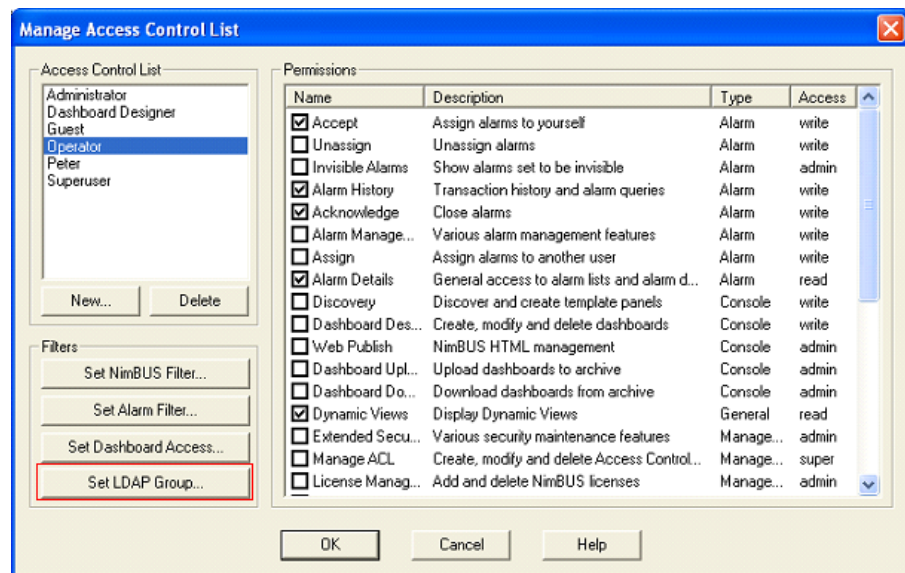 Manage Access Control List
Access Control List
Administrator
Dashboard Designer
Guest
Operator
Peter
Superuser
New... Delete
Filters
Set NimBUS Filter...
Set Alarm Filter...
Set Dashboard Access...
Set LDAP Group...
Permissions
Name Description Type Access
Accept Assign alarms to yourself Alarm write
Unassign Unassign alarms Alarm write
Invisible Alarms Show alarms set to be invisible Alarm admin
Alarm History Transaction history and alarm queries Alarm write
Acknowledge Close alarms Alarm write
Alarm Manage... Various alarm management features Alarm write
Assign Assign alarms to another user Alarm write
Alarm Details General access to alarm lists and alarm d... Alarm read
Discovery Discover and create template panels Console write
Dashboard Des... Create, modify and delete dashboards Console write
Web Publish NimBUS HTML management Console admin
Dashboard Upl... Upload dashboards to archive Console admin
Dashboard Do... Download dashboards from archive Console admin
Dynamic Views Display Dynamic Views General read
Extended Secu... Various security maintenance features Manage... admin
Manage ACL Create, modify and delete Access Control... Manage... super
License Manag... Add and delete NimBUS licenses Manage... admin
OK Cancel Help